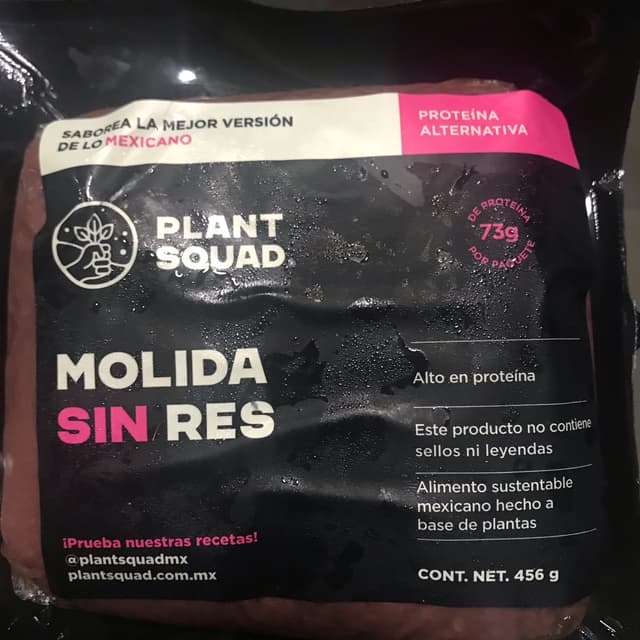 SABOREA LA MEJOR VERSIÓN
DE LO MEXICANO
PROTEÍNA
ALTERNATIVA
PLANT
SQUAD
DE PROTEÍNA
73g
POR PAQUETE
MOLIDA
SIN RES
Alto en proteína
Este producto no contiene
sellos ni leyendas
Alimento sustentable
mexicano hecho a
base de plantas
¡Prueba nuestras recetas!
@plantsquadmx
plantsquad.com.mx
CONT. NET. 456 g